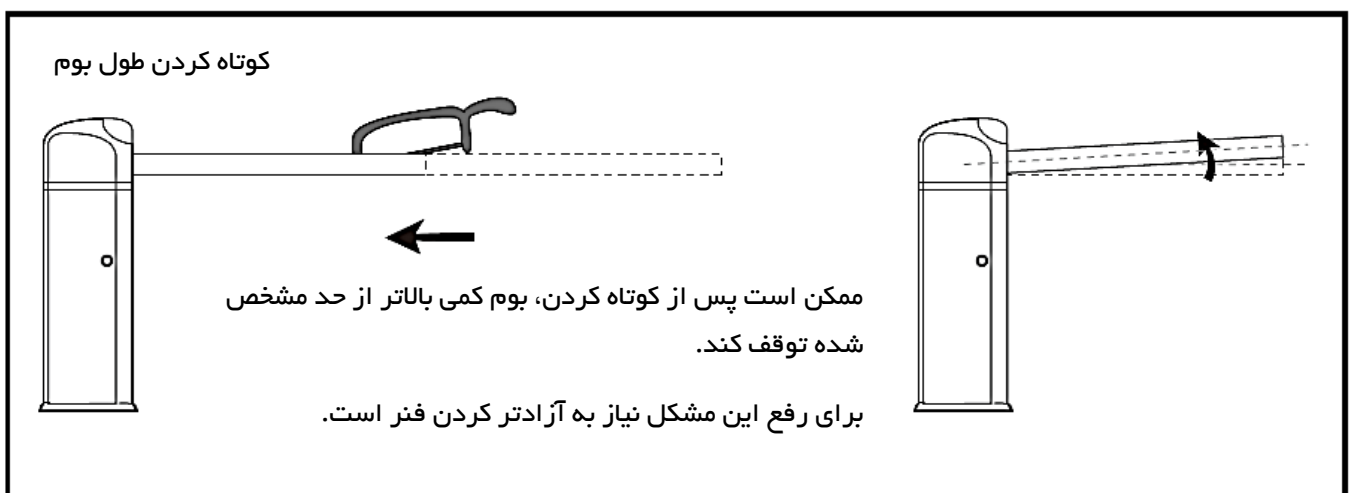 کوتاه کردن طول بوم
ممکن است پس از کوتاه کردن، بوم کمی بالاتر از حد مشخص
شده توقف کند.
برای رفع این مشکل نیاز به آزادتر کردن فنر است.